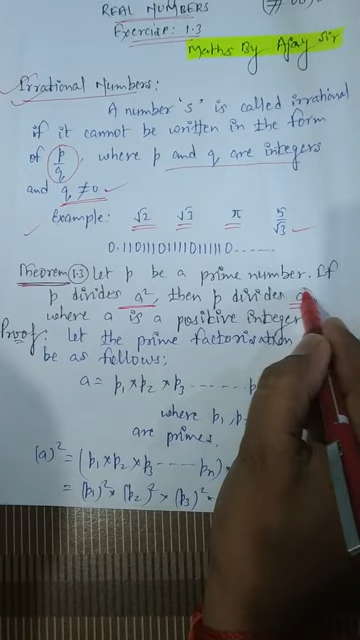 REAL NUMBERS
Exercise: 1.3
Maths By Ajay Sir
Irrational Numbers:
A number 's' is called irrational
if it cannot be written in the form
of p/q, where p and q are integers
and q ≠ 0
Example: √2 √3 π 5/√3
0.11011101111011110......
Theorem (1.3) Let p be a prime number. If
p divides a², then p divides a,
where a is a positive integer
Proof: Let the prime factorisation
be as follows:
a = p₁ × p₂ × p₃ ------ p
where p₁, p₂
are primes,
(a)² = (p₁ × p₂ × p₃ ---- pₙ) ×
= (p₁)² × (p₂)² × (p₃)² ×